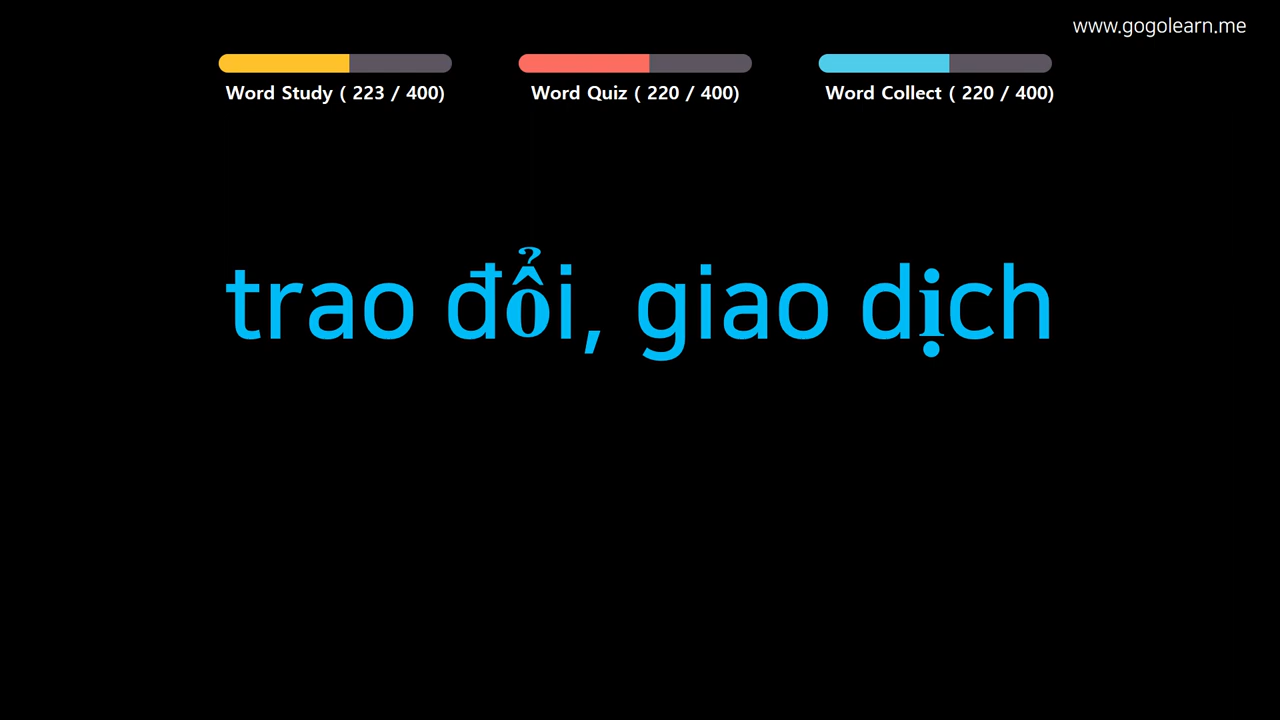 www.gogolearn.me
Word Study ( 223 / 400)
Word Quiz ( 220 / 400)
Word Collect ( 220 / 400)
trao đổi, giao dịch